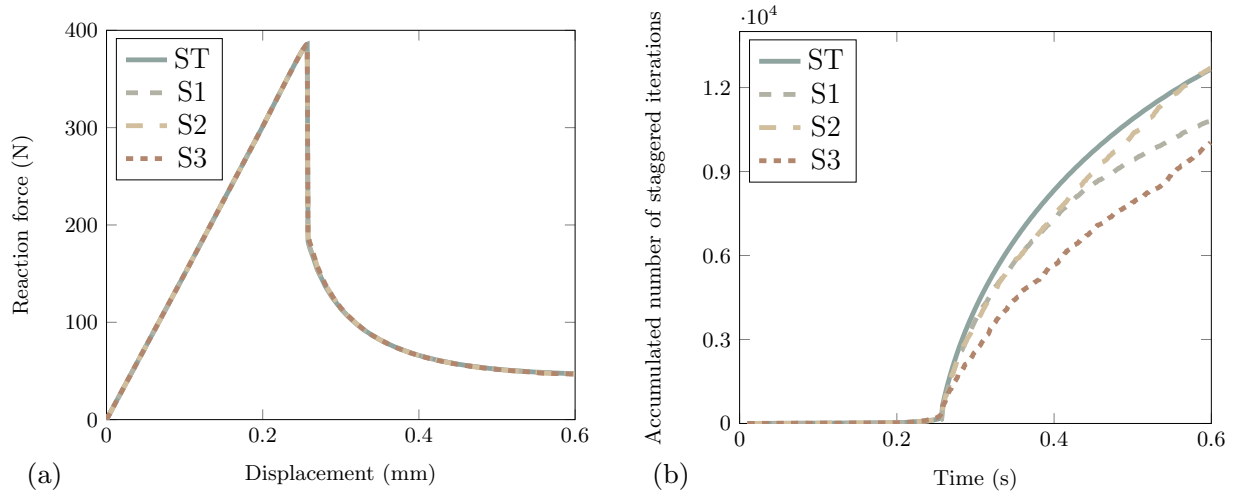 400
300
200
100
0
Reaction force (N)
ST
S1
S2
S3
0
0.2
0.4
0.6
Displacement (mm)
(a)
·10⁴
1.2
0.9
0.6
0.3
0
Accumulated number of staggered iterations
ST
S1
S2
S3
0
0.2
0.4
0.6
Time (s)
(b)